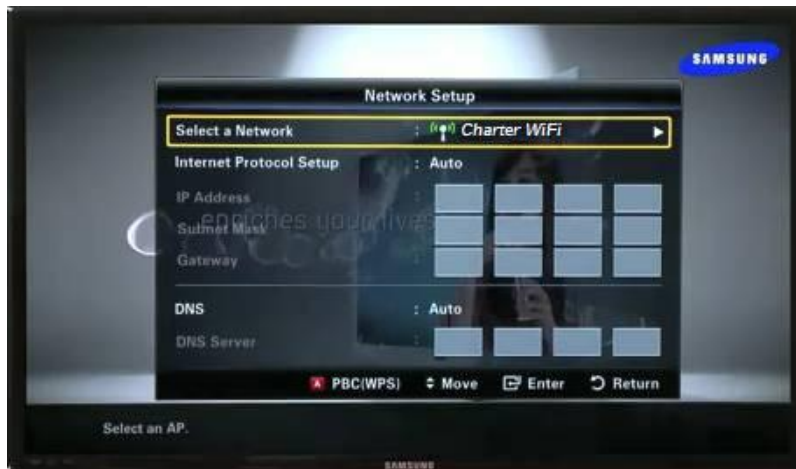 SAMSUNG
Network Setup
Select a Network : Charter WiFi
Internet Protocol Setup : Auto
IP Address :
enriches your lives
Subnet Mask :
Gateway :
DNS : Auto
DNS Server :
A PBC(WPS) Move Enter Return
Select an AP.
SAMSUNG